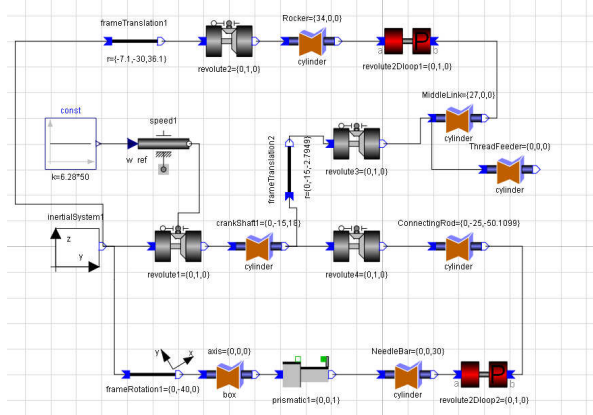 frameTranslation1
r={-7.1,-30,36.1}
revolute2={0,1,0}
Rocker={34,0,0}
cylinder
a
b
revolute2Dloop1={0,1,0}
const
k=6.28*50
speed1
w_ref
frameTranslation2
r={0,-15,-2.7949}
revolute3={0,1,0}
MiddleLink={27,0,0}
cylinder
ThreadFeeder={0,0,0}
cylinder
inertialSystem1
z
y
revolute1={0,1,0}
crankShaft1={0,-15,18}
cylinder
revolute4={0,1,0}
ConnectingRod={0,-25,-50.1099}
cylinder
y
x
frameRotation1={0,-40,0}
axis={0,0,0}
box
prismatic1={0,0,1}
NeedleBar={0,0,30}
cylinder
a
b
revolute2Dloop2={0,1,0}